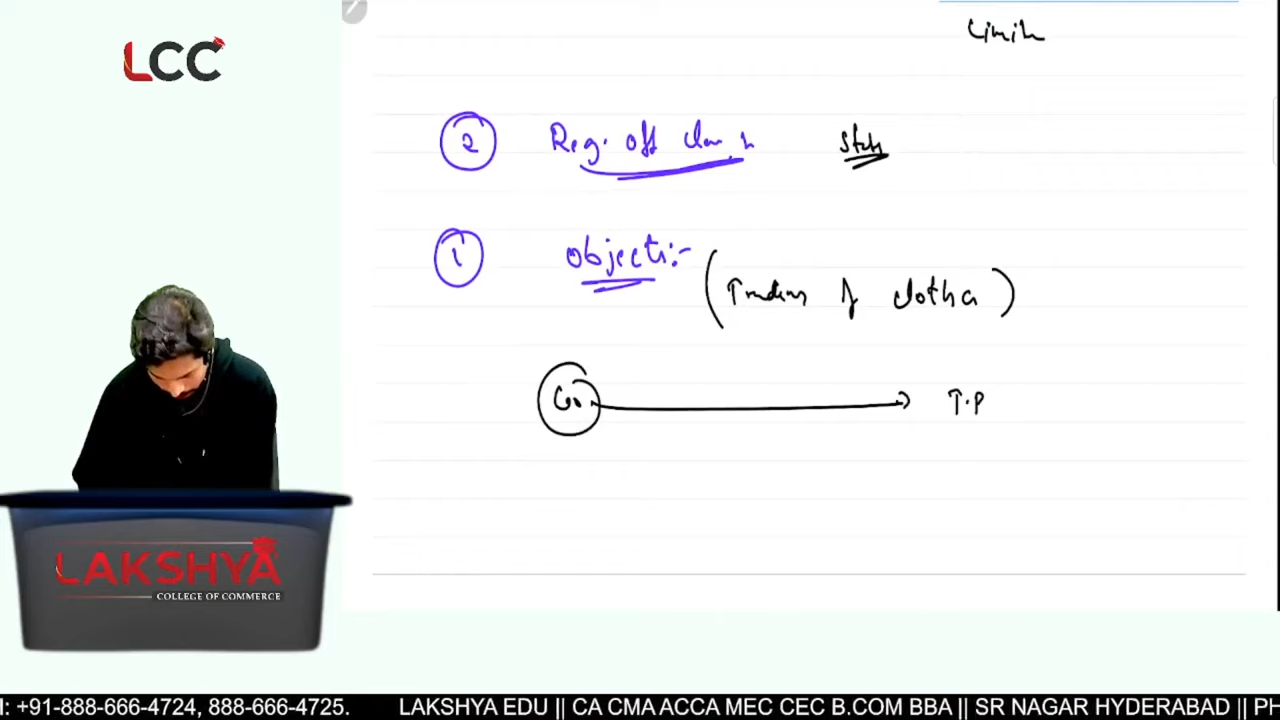 LCC
Limit
2 Reg. off clause State
1 Objects:- (Trading of clothes)
Co. T.P
LAKSHYA
COLLEGE OF COMMERCE
: +91-888-666-4724, 888-666-4725. LAKSHYA EDU || CA CMA ACCA MEC CEC B.COM BBA || SR NAGAR HYDERABAD || PH